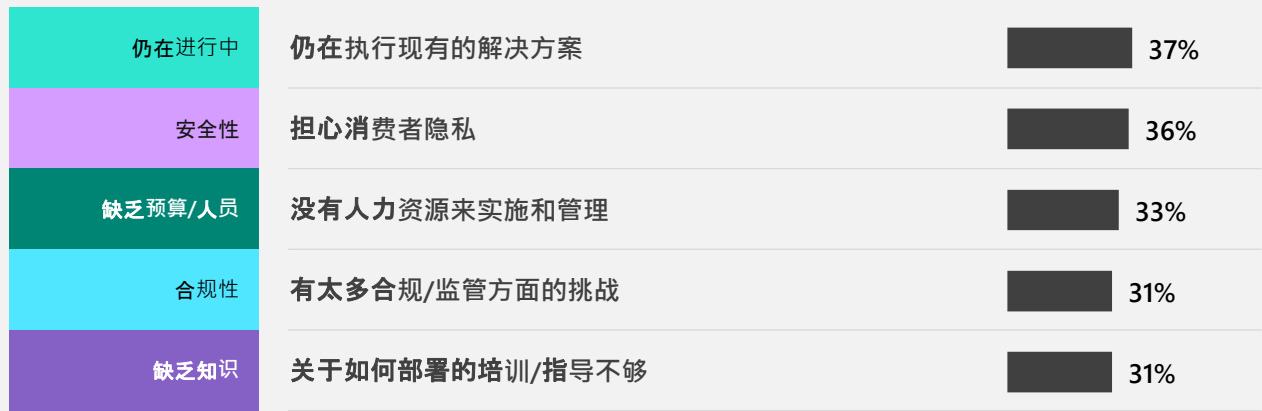 仍在进行中 仍在执行现有的解决方案 37%
安全性 担心消费者隐私 36%
缺乏预算/人员 没有人力资源来实施和管理 33%
合规性 有太多合规/监管方面的挑战 31%
缺乏知识 关于如何部署的培训/指导不够 31%